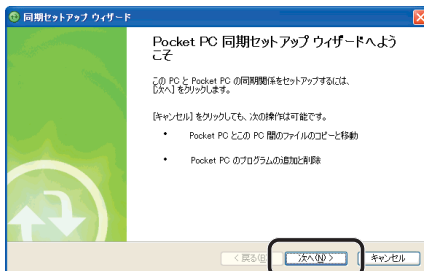 同期セットアップ ウィザード
Pocket PC 同期セットアップ ウィザードへよう
こそ
この PC と Pocket PC の同期関係をセットアップするには、
[次へ] をクリックします。
[キャンセル] をクリックしても、次の操作は可能です。
• Pocket PC とこの PC 間のファイルのコピーと移動
• Pocket PC のプログラムの追加と削除
< 戻る(B) 次へ(N) > キャンセル